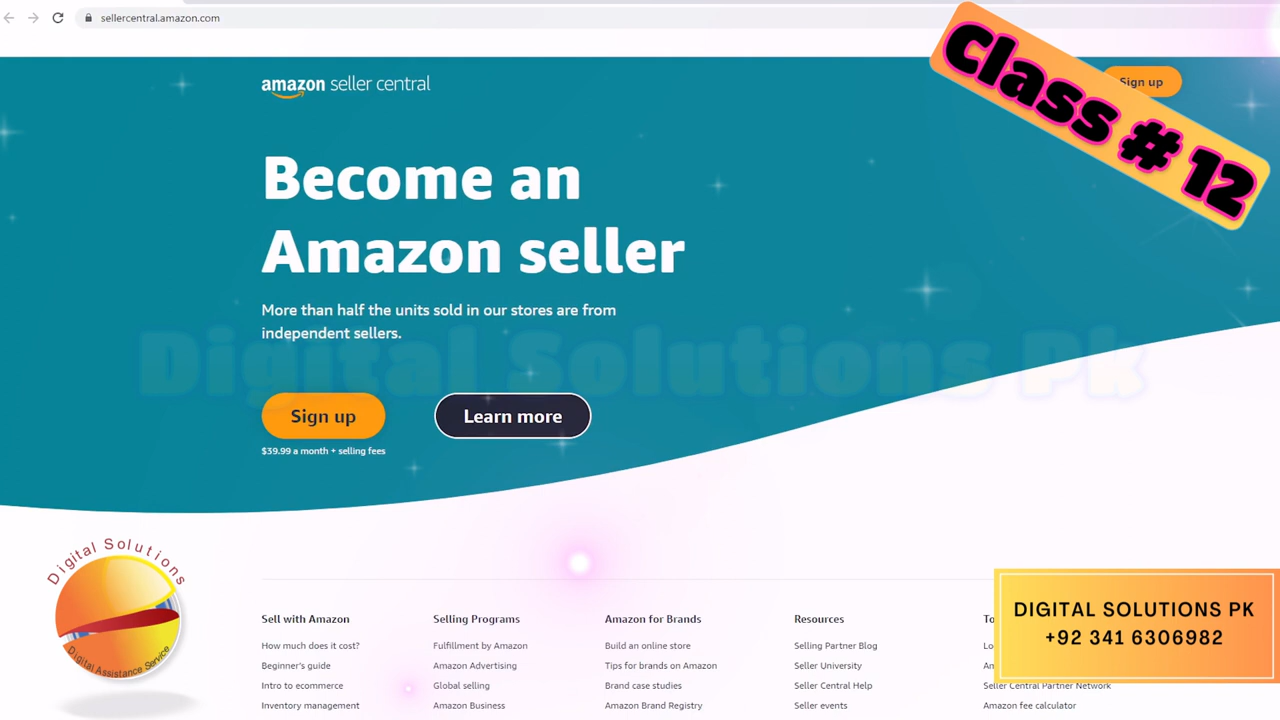 sellercentral.amazon.com
Class # 12
amazon seller central
Sign up
Become an
Amazon seller
More than half the units sold in our stores are from
independent sellers.
Digital Solutions Pk
Sign up
Learn more
$39.99 a month + selling fees
Digital Solutions
Digital Assistance Service
Sell with Amazon
How much does it cost?
Beginner's guide
Intro to ecommerce
Inventory management
Selling Programs
Fulfillment by Amazon
Amazon Advertising
Global selling
Amazon Business
Amazon for Brands
Build an online store
Tips for brands on Amazon
Brand case studies
Amazon Brand Registry
Resources
Selling Partner Blog
Seller University
Seller Central Help
Seller events
Seller Central Partner Network
Amazon fee calculator
DIGITAL SOLUTIONS PK
+92 341 6306982